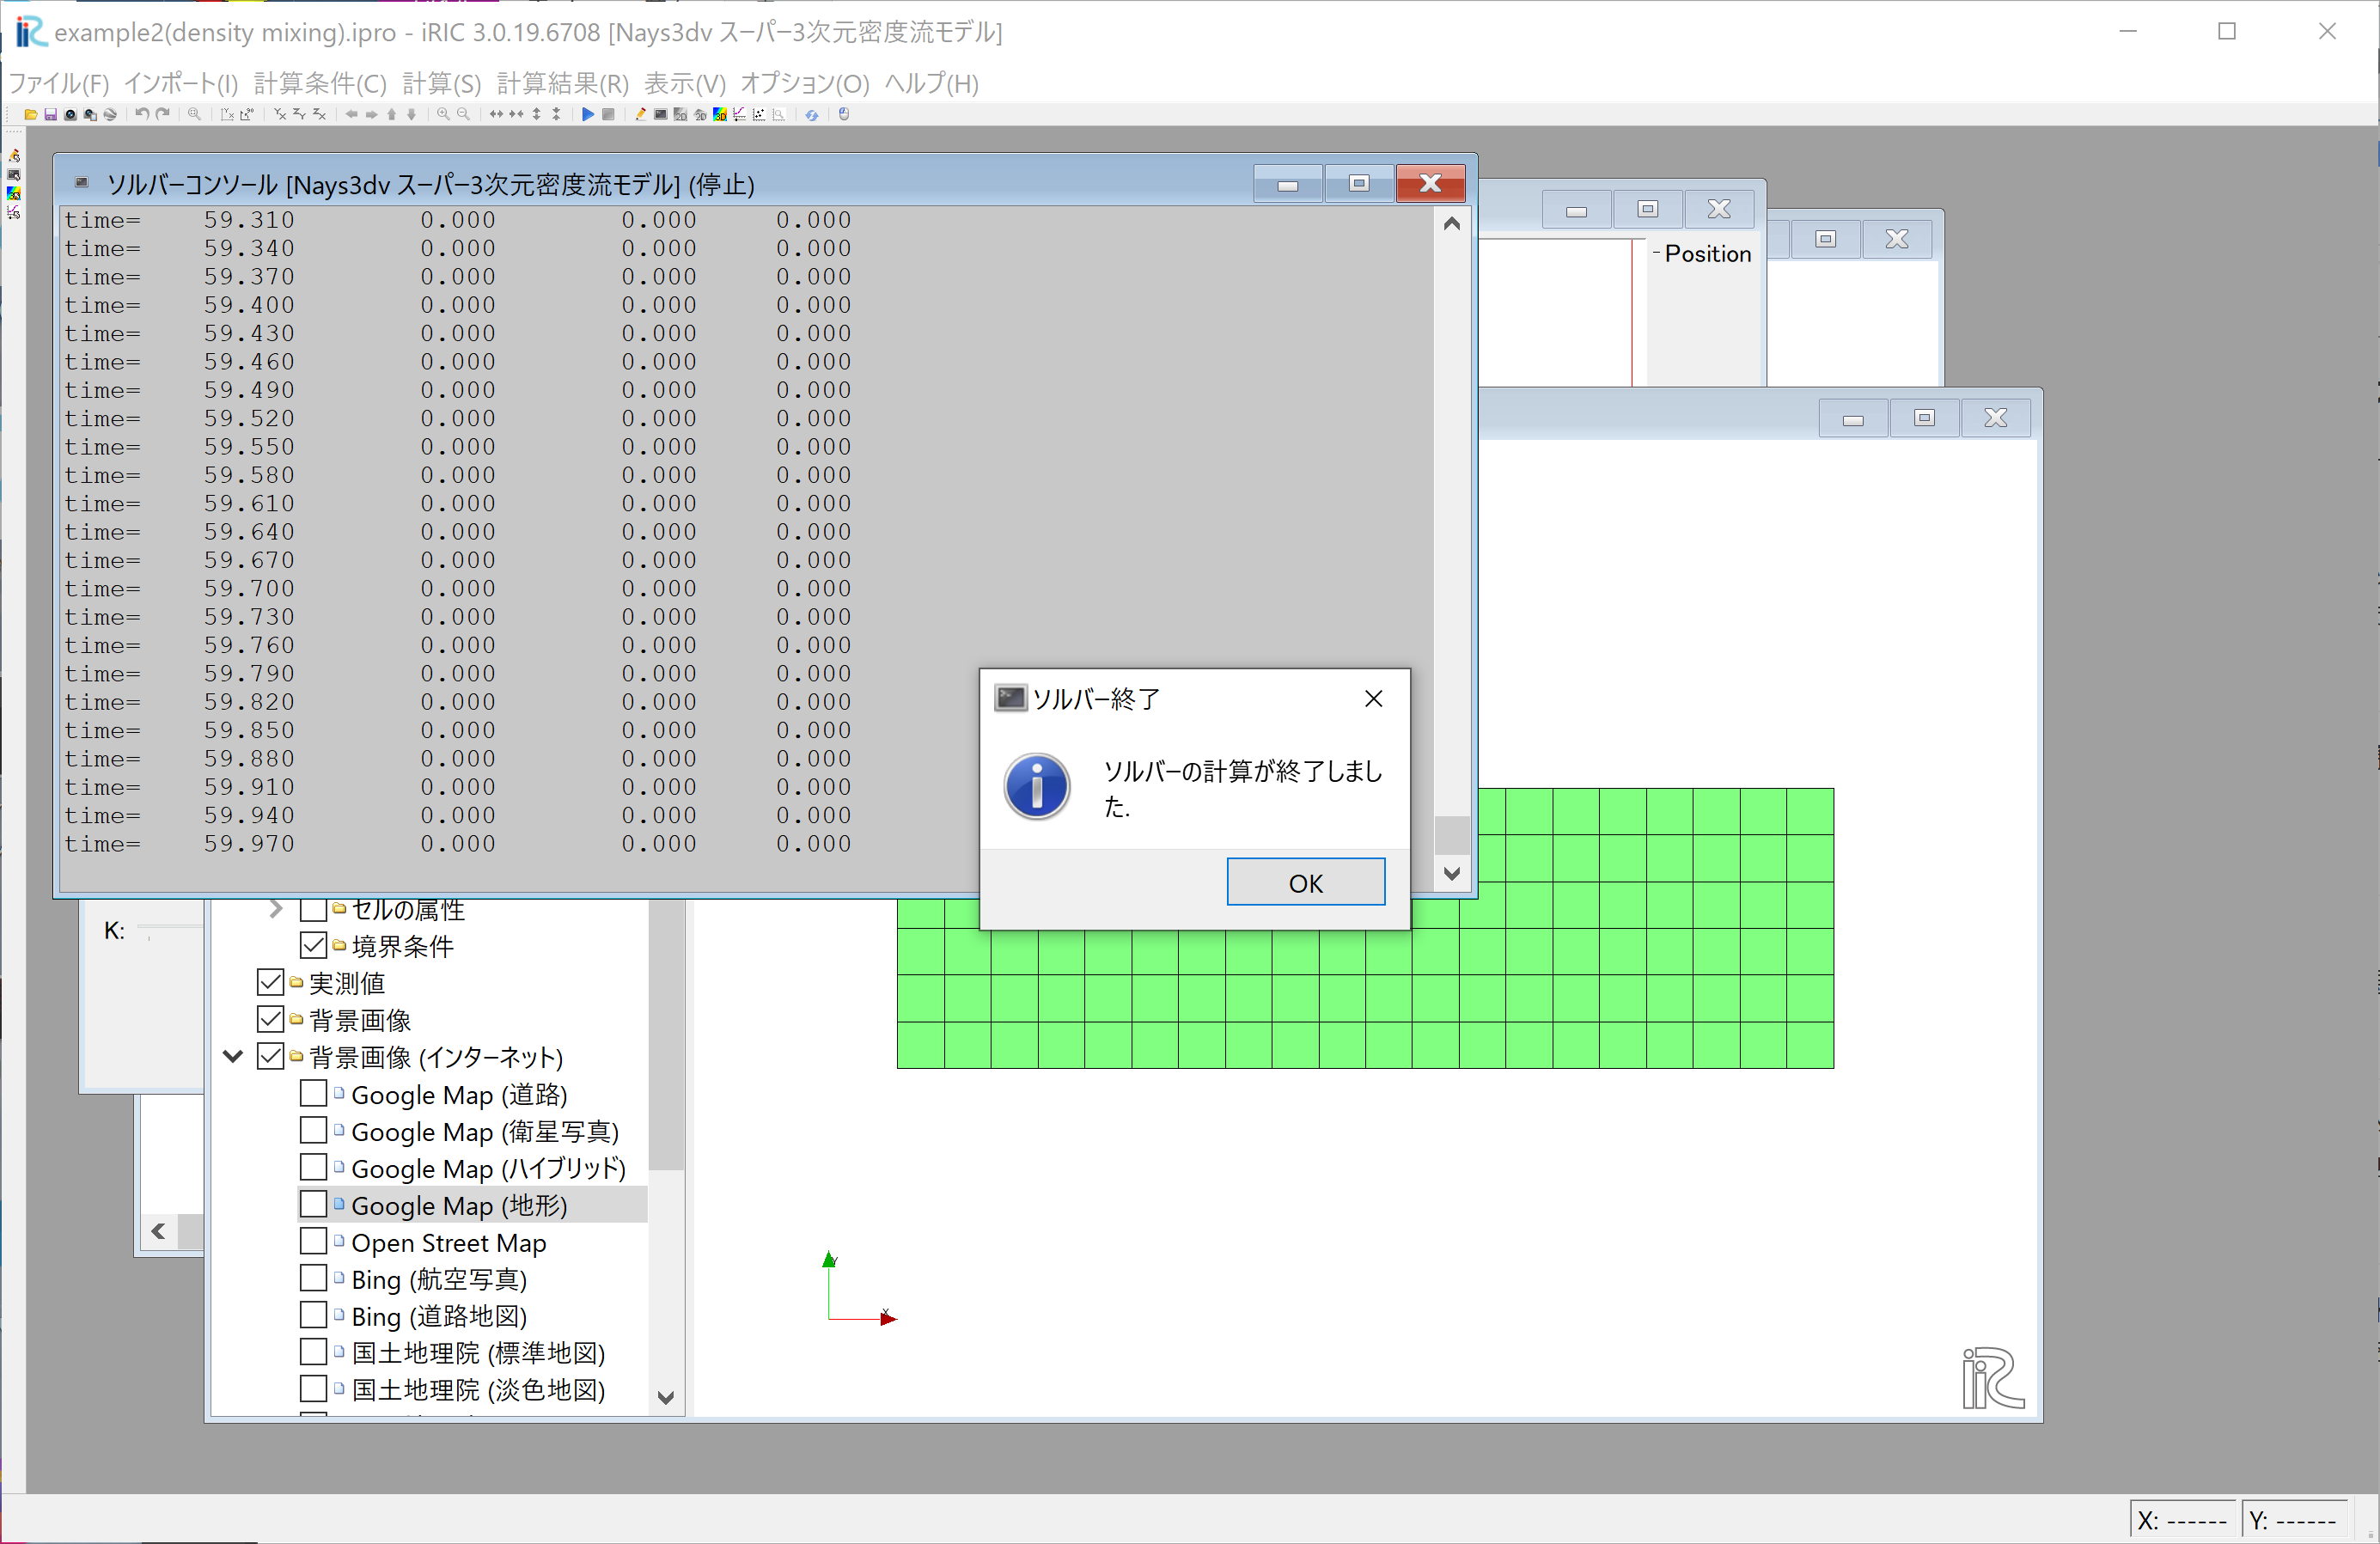 example2(density mixing).ipro - iRIC 3.0.19.6708 [Nays3dv スーパー3次元密度流モデル]
ファイル(F) インポート(I) 計算条件(C) 計算(S) 計算結果(R) 表示(V) オプション(O) ヘルプ(H)
ソルバーコンソール [Nays3dv スーパー3次元密度流モデル] (停止)
time= 59.310 0.000 0.000 0.000
time= 59.340 0.000 0.000 0.000
time= 59.370 0.000 0.000 0.000
time= 59.400 0.000 0.000 0.000
time= 59.430 0.000 0.000 0.000
time= 59.460 0.000 0.000 0.000
time= 59.490 0.000 0.000 0.000
time= 59.520 0.000 0.000 0.000
time= 59.550 0.000 0.000 0.000
time= 59.580 0.000 0.000 0.000
time= 59.610 0.000 0.000 0.000
time= 59.640 0.000 0.000 0.000
time= 59.670 0.000 0.000 0.000
time= 59.700 0.000 0.000 0.000
time= 59.730 0.000 0.000 0.000
time= 59.760 0.000 0.000 0.000
time= 59.790 0.000 0.000 0.000
time= 59.820 0.000 0.000 0.000
time= 59.850 0.000 0.000 0.000
time= 59.880 0.000 0.000 0.000
time= 59.910 0.000 0.000 0.000
time= 59.940 0.000 0.000 0.000
time= 59.970 0.000 0.000 0.000
Position
ソルバー終了
ソルバーの計算が終了しまし
た.
OK
K:
セルの属性
境界条件
実測値
背景画像
背景画像 (インターネット)
Google Map (道路)
Google Map (衛星写真)
Google Map (ハイブリッド)
Google Map (地形)
Open Street Map
Bing (航空写真)
Bing (道路地図)
国土地理院 (標準地図)
国土地理院 (淡色地図)
Y
X
iRIC
X: ------ Y: ------